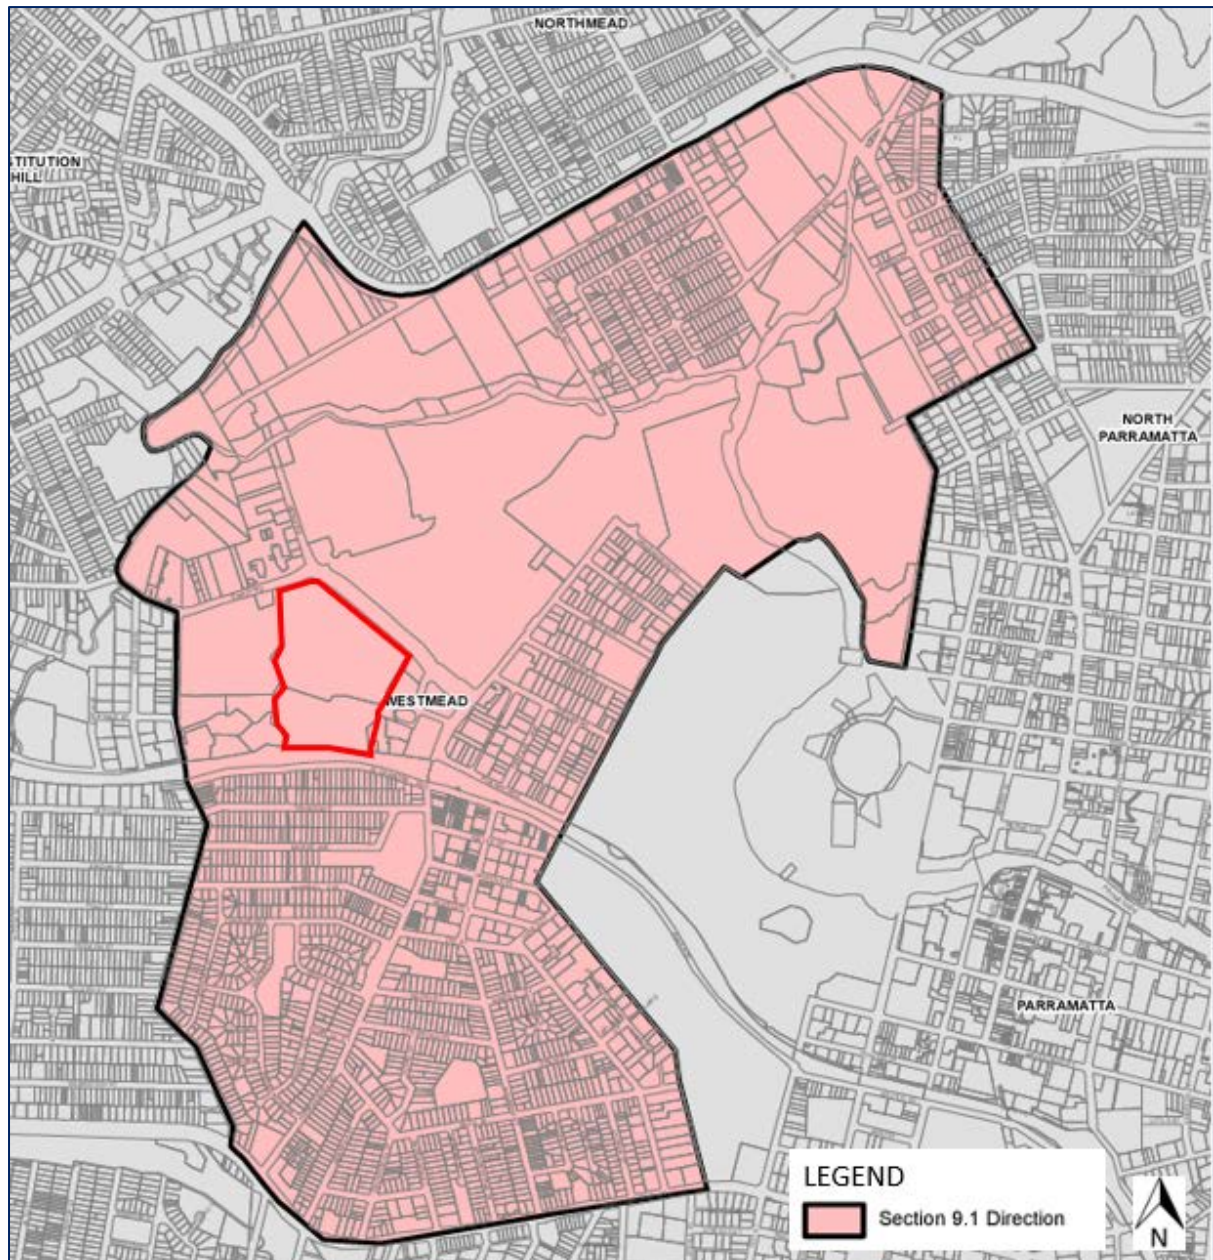 NORTHMEAD
STITUTION
HILL
NORTH
PARRAMATTA
WESTMEAD
PARRAMATTA
LEGEND
Section 9.1 Direction
N